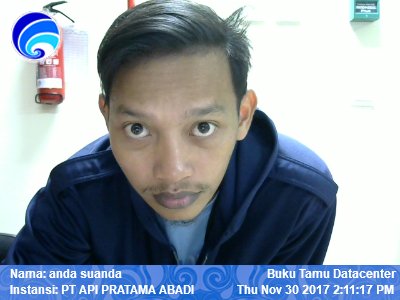 Nama: anda suanda Buku Tamu Datacenter
Instansi: PT API PRATAMA ABADI Thu Nov 30 2017 2:11:17 PM